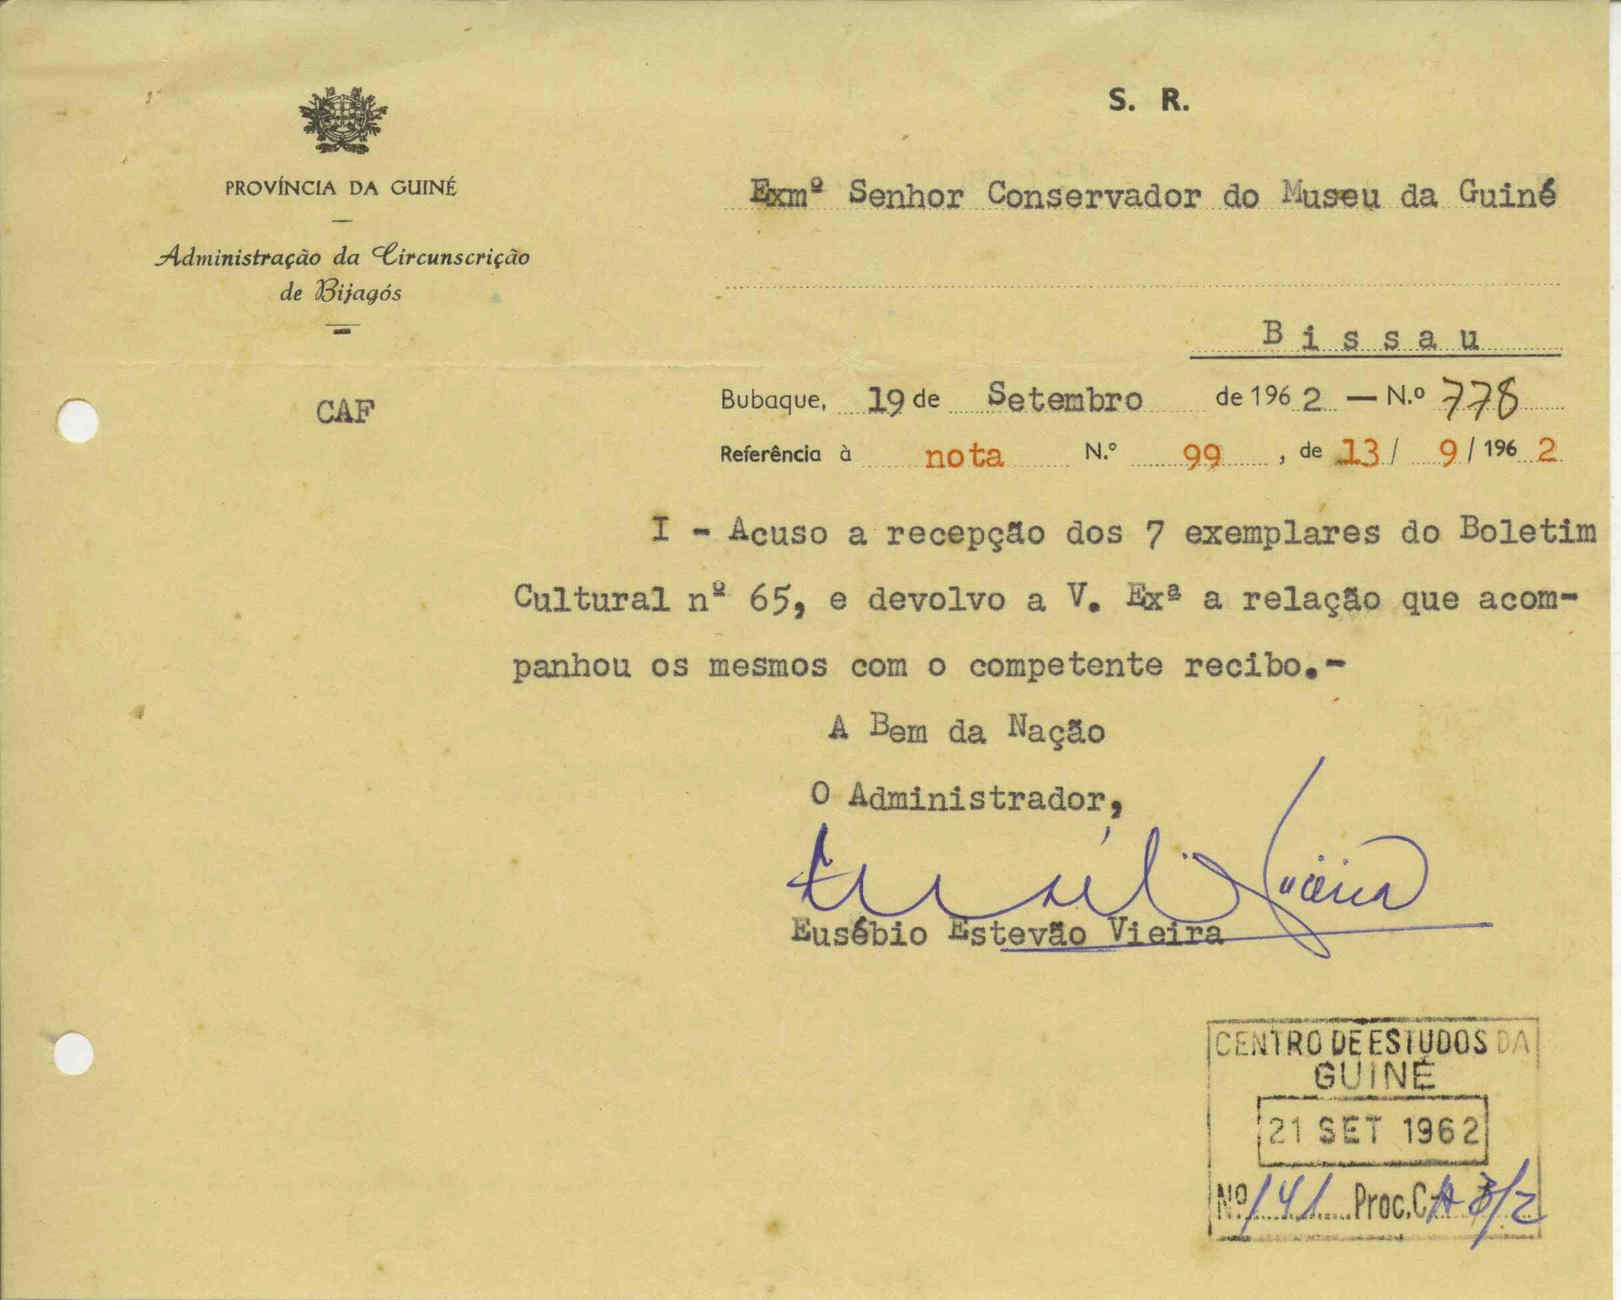 S. R.
PROVÍNCIA DA GUINÉ
Administração da Circunscrição
de Bijagós
CAF
Exmº Senhor Conservador do Museu da Guiné
Bissau
Bubaque, 19 de Setembro de 1962 — N.º 778
Referência à nota N.º 99, de 13/ 9/1962
I - Acuso a recepção dos 7 exemplares do Boletim
Cultural nº 65, e devolvo a V. Exª a relação que acom-
panhou os mesmos com o competente recibo.-
A Bem da Nação
O Administrador,
Eusébio Estevão Vieira
CENTRO DE ESTUDOS DA
GUINÉ
21 SET 1962
Nº 141 Proc.C